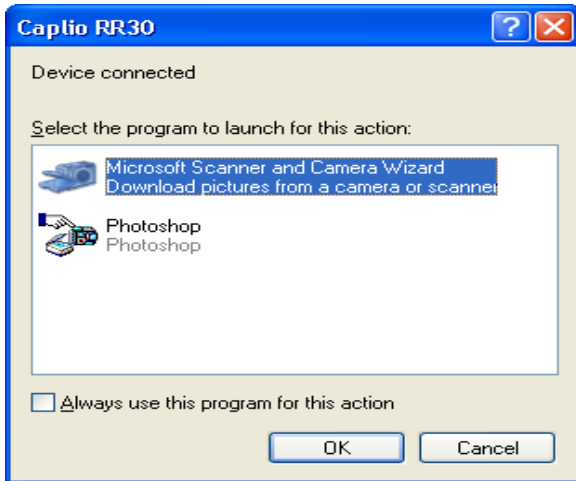 Caplio RR30
Device connected
Select the program to launch for this action:
Microsoft Scanner and Camera Wizard
Download pictures from a camera or scanner
Photoshop
Photoshop
Always use this program for this action
OK
Cancel